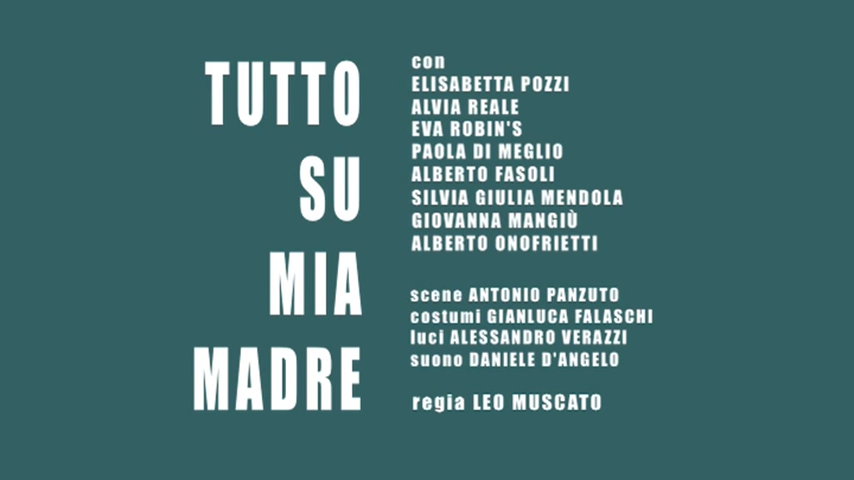 TUTTO
SU
MIA
MADRE
con
ELISABETTA POZZI
ALVIA REALE
EVA ROBIN'S
PAOLA DI MEGLIO
ALBERTO FASOLI
SILVIA GIULIA MENDOLA
GIOVANNA MANGIÙ
ALBERTO ONOFRIETTI
scene ANTONIO PANZUTO
costumi GIANLUCA FALASCHI
luci ALESSANDRO VERAZZI
suono DANIELE D'ANGELO
regia LEO MUSCATO